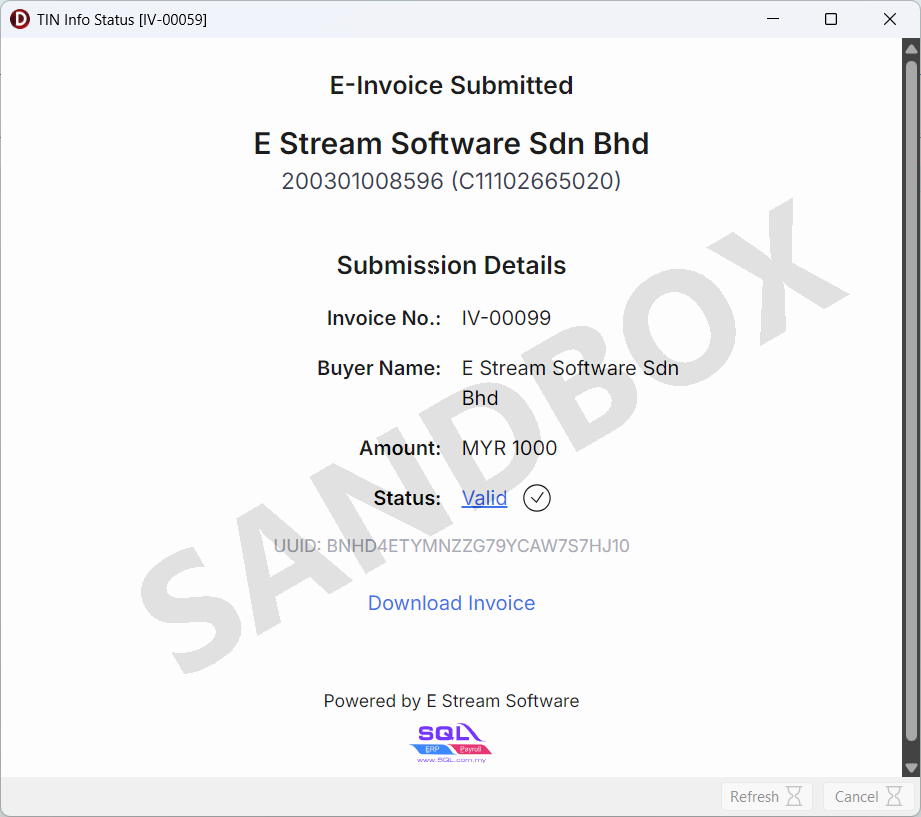 TIN Info Status [IV-00059]
E-Invoice Submitted
E Stream Software Sdn Bhd
200301008596 (C11102665020)
Submission Details
Invoice No.: IV-00099
Buyer Name: E Stream Software Sdn
Bhd
Amount: MYR 1000
Status: Valid
UUID: BNHD4ETYMNZZG79YCAW7S7HJ10
Download Invoice
SANDBOX
Powered by E Stream Software
SQL
ERP Payroll
www.SQL.com.my
Refresh Cancel